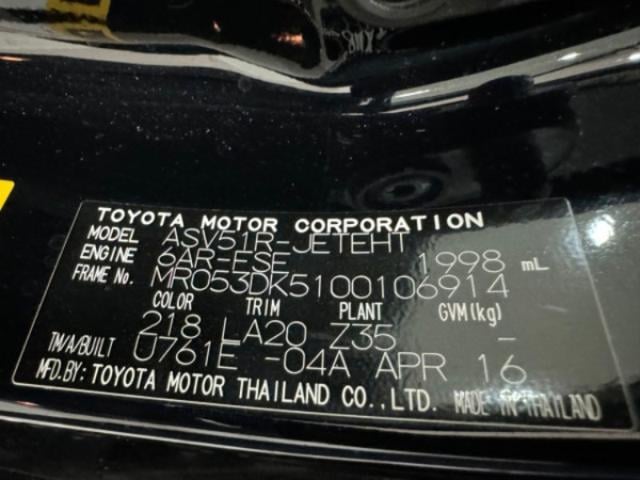 TOYOTA MOTOR CORPORATION
MODEL ASV51R-JETEHT
ENGINE 6AR-FSE 1998 mL
FRAME No. MR053DK5100106914
COLOR TRIM PLANT GVM(kg)
218 LA20 Z35 -
TM/A/BUILT U761E -04A APR 16
MFD.BY: TOYOTA MOTOR THAILAND CO.,LTD. MADE IN THAILAND